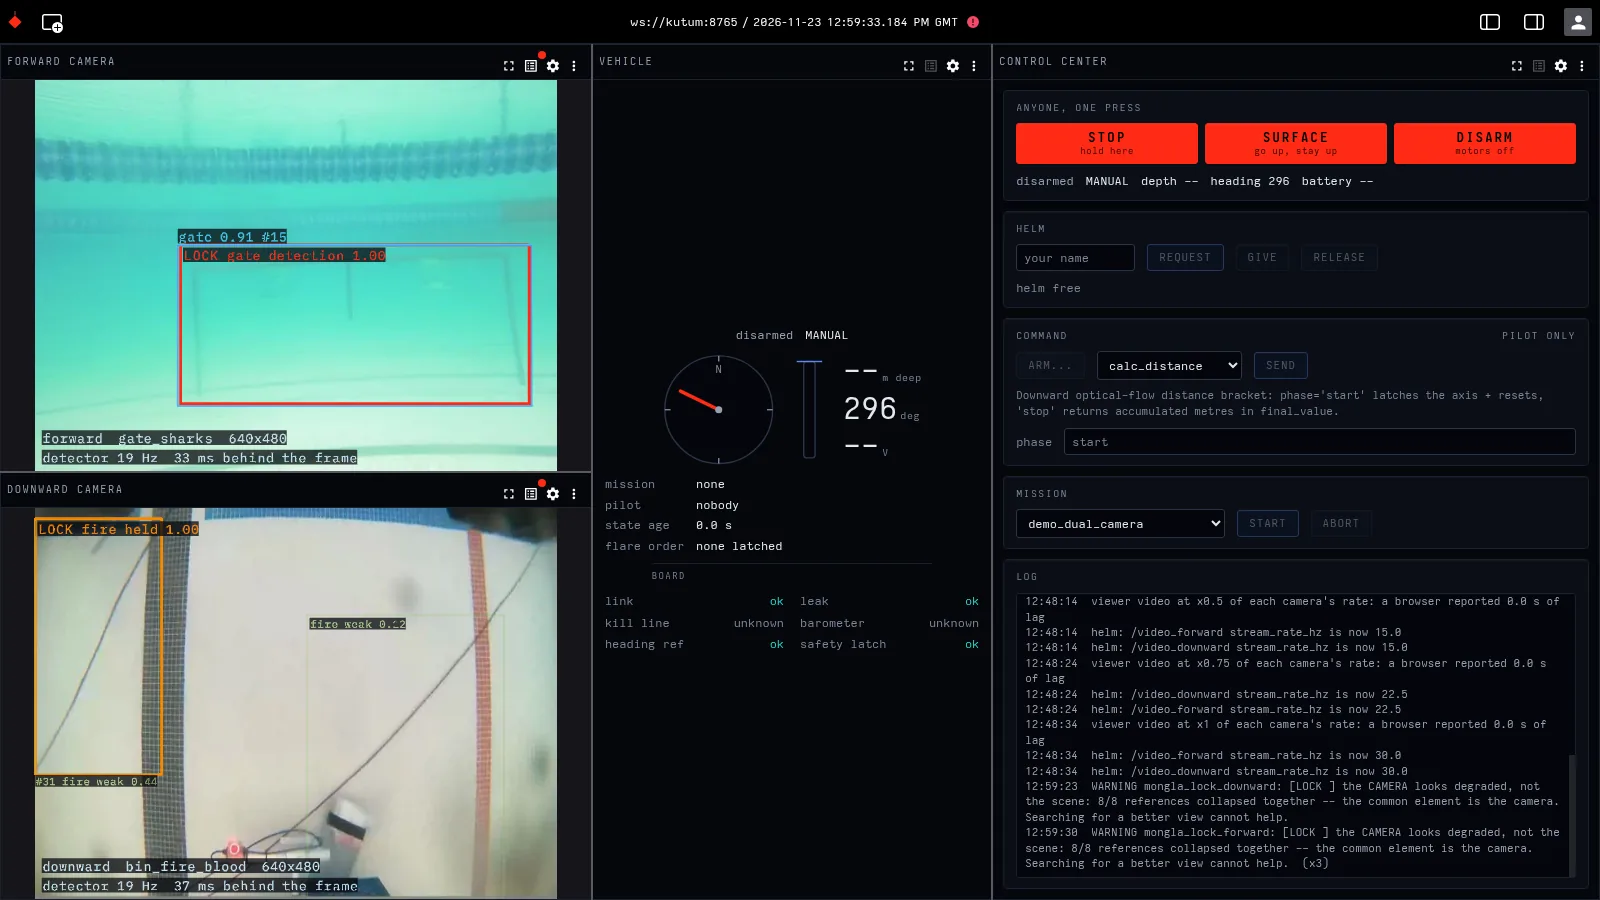 ws://kutum:8765 / 2026-11-23 12:59:33.184 PM GMT
FORWARD CAMERA
gate 0.91 #15
LOCK gate detection 1.00
forward gate_sharks 640x480
detector 19 Hz 33 ms behind the frame
DOWNWARD CAMERA
LOCK fire held 1.00
fire weak 0.12
#31 fire weak 0.44
downward bin_fire_blood 640x480
detector 19 Hz 37 ms behind the frame
VEHICLE
disarmed MANUAL
N
-- m deep
296 deg
-- V
mission none
pilot nobody
state age 0.0 s
flare order none latched
BOARD
link ok leak ok
kill line unknown barometer unknown
heading ref ok safety latch ok
CONTROL CENTER
ANYONE, ONE PRESS
STOP SURFACE DISARM
hold here go up, stay up motors off
disarmed MANUAL depth -- heading 296 battery --
HELM
your name REQUEST GIVE RELEASE
helm free
COMMAND PILOT ONLY
ARM... calc_distance SEND
Downward optical-flow distance bracket: phase='start' latches the axis + resets,
'stop' returns accumulated metres in final_value.
phase start
MISSION
demo_dual_camera START ABORT
LOG
12:48:14 viewer video at x0.5 of each camera's rate: a browser reported 0.0 s of
lag
12:48:14 helm: /video_forward stream_rate_hz is now 15.0
12:48:14 helm: /video_downward stream_rate_hz is now 15.0
12:48:24 viewer video at x0.75 of each camera's rate: a browser reported 0.0 s
of lag
12:48:24 helm: /video_downward stream_rate_hz is now 22.5
12:48:24 helm: /video_forward stream_rate_hz is now 22.5
12:48:34 viewer video at x1 of each camera's rate: a browser reported 0.0 s of
lag
12:48:34 helm: /video_forward stream_rate_hz is now 30.0
12:48:34 helm: /video_downward stream_rate_hz is now 30.0
12:59:23 WARNING mongla_lock_downward: [LOCK ] the CAMERA looks degraded, not
the scene: 8/8 references collapsed together -- the common element is the camera.
Searching for a better view cannot help.
12:59:30 WARNING mongla_lock_forward: [LOCK ] the CAMERA looks degraded, not the
scene: 8/8 references collapsed together -- the common element is the camera.
Searching for a better view cannot help. (x3)